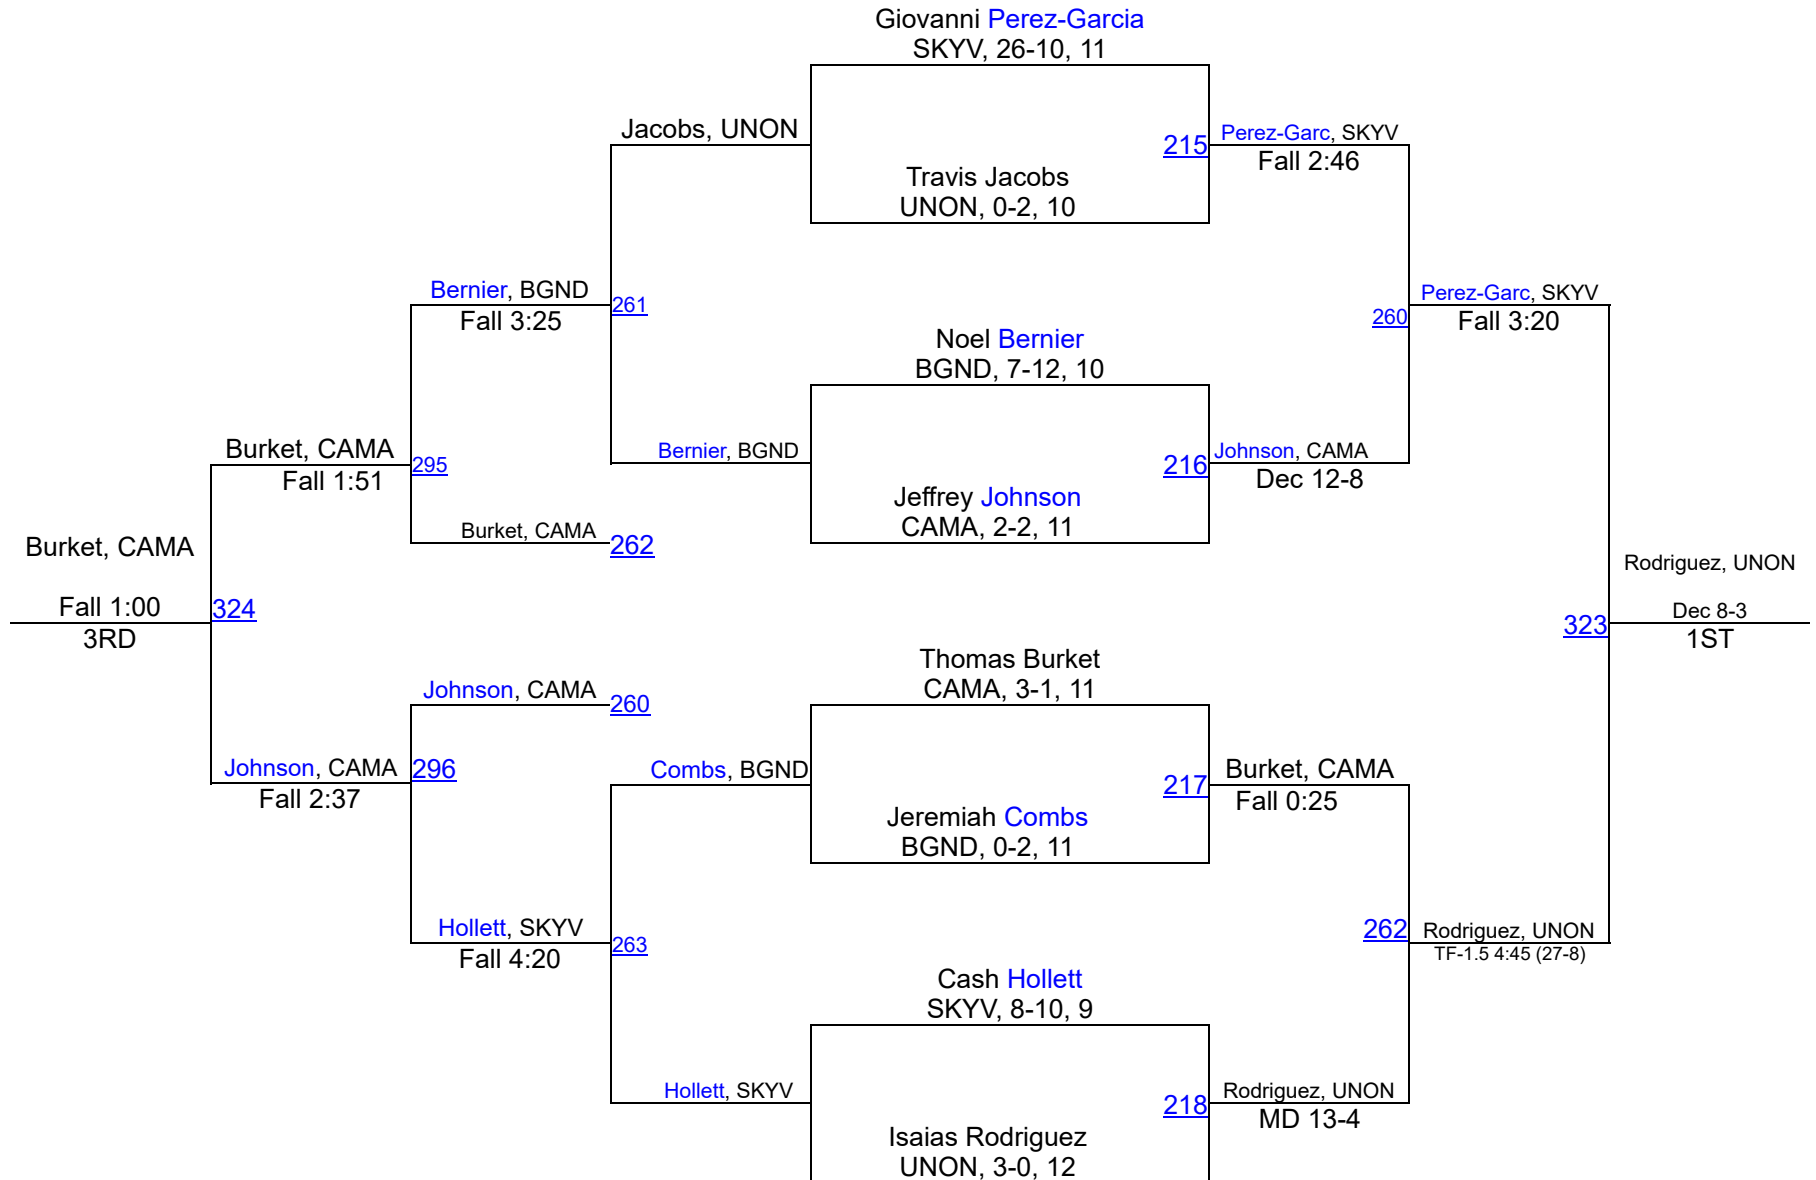 Giovanni Perez-Garcia
SKYV, 26-10, 11
Jacobs, UNON
215
Perez-Garc, SKYV
Fall 2:46
Travis Jacobs
UNON, 0-2, 10
Bernier, BGND
Fall 3:25
261
Noel Bernier
BGND, 7-12, 10
260
Perez-Garc, SKYV
Fall 3:20
Burket, CAMA
Fall 1:51
295
Bernier, BGND
216
Johnson, CAMA
Dec 12-8
Jeffrey Johnson
CAMA, 2-2, 11
Burket, CAMA
262
Burket, CAMA
Fall 1:00
3RD
324
Rodriguez, UNON
Dec 8-3
1ST
323
Thomas Burket
CAMA, 3-1, 11
Johnson, CAMA
260
Johnson, CAMA
Fall 2:37
296
Combs, BGND
217
Burket, CAMA
Fall 0:25
Jeremiah Combs
BGND, 0-2, 11
Hollett, SKYV
Fall 4:20
263
262
Rodriguez, UNON
TF-1.5 4:45 (27-8)
Cash Hollett
SKYV, 8-10, 9
Hollett, SKYV
218
Rodriguez, UNON
MD 13-4
Isaias Rodriguez
UNON, 3-0, 12